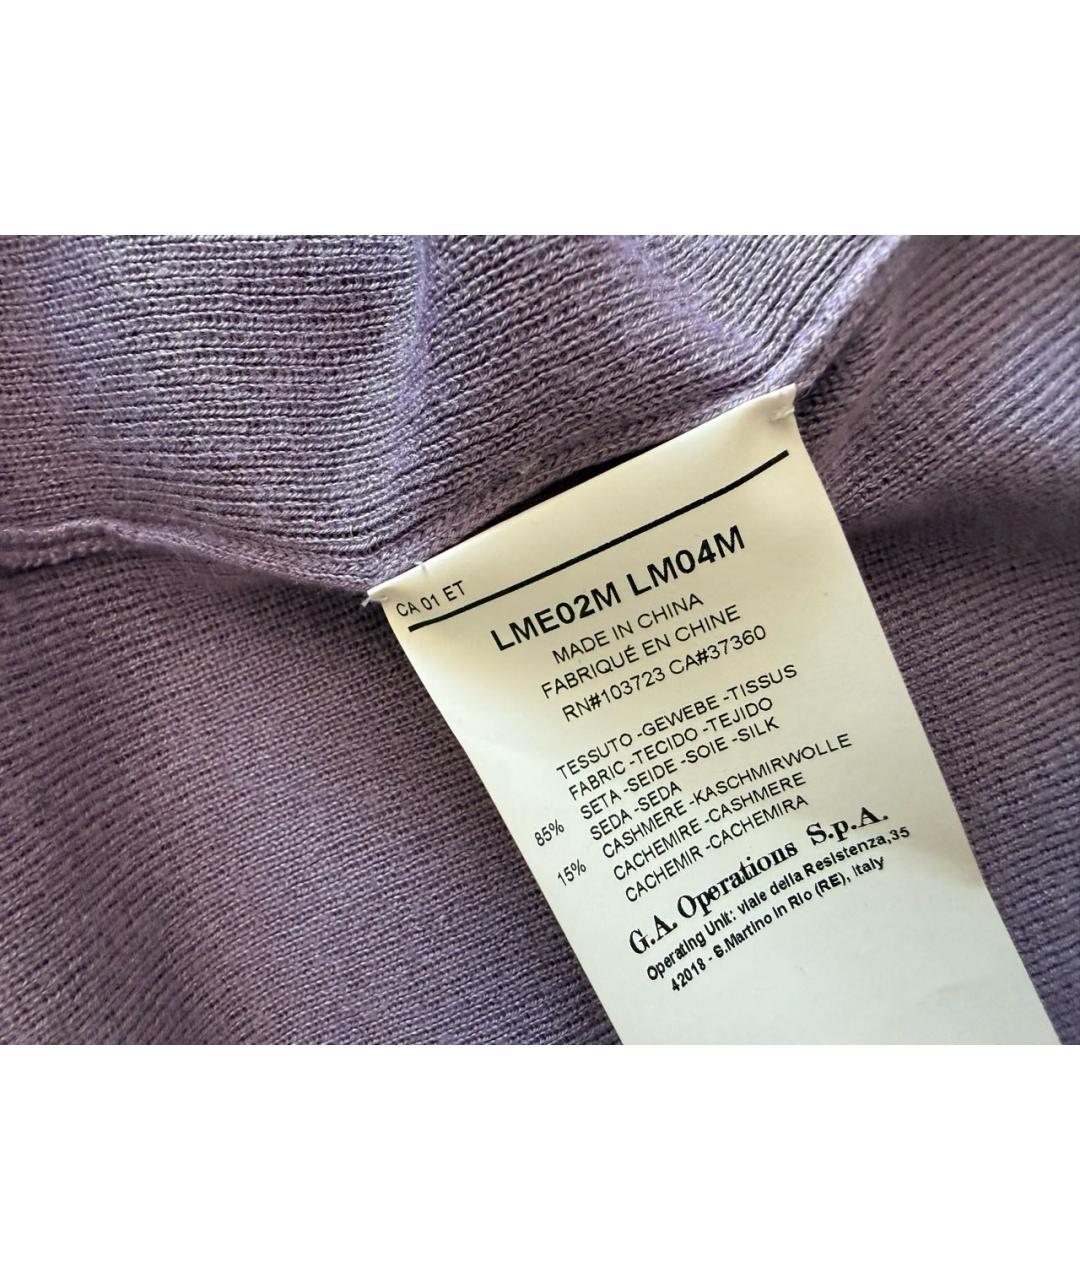 CA 01 ET
LME02M LM04M
MADE IN CHINA
FABRIQUÉ EN CHINE
RN#103723 CA#37360
TESSUTO -GEWEBE -TISSUS
FABRIC -TECIDO -TEJIDO
85% SETA -SEIDE -SOIE -SILK
SEDA -SEDA
15% CASHMERE -KASCHMIRWOLLE
CACHEMIRE -CASHMERE
CACHEMIR -CACHEMIRA
G.A. Operations S.p.A.
Operating Unit: viale della Resistenza,35
42018 - S.Martino in Rio (RE), Italy